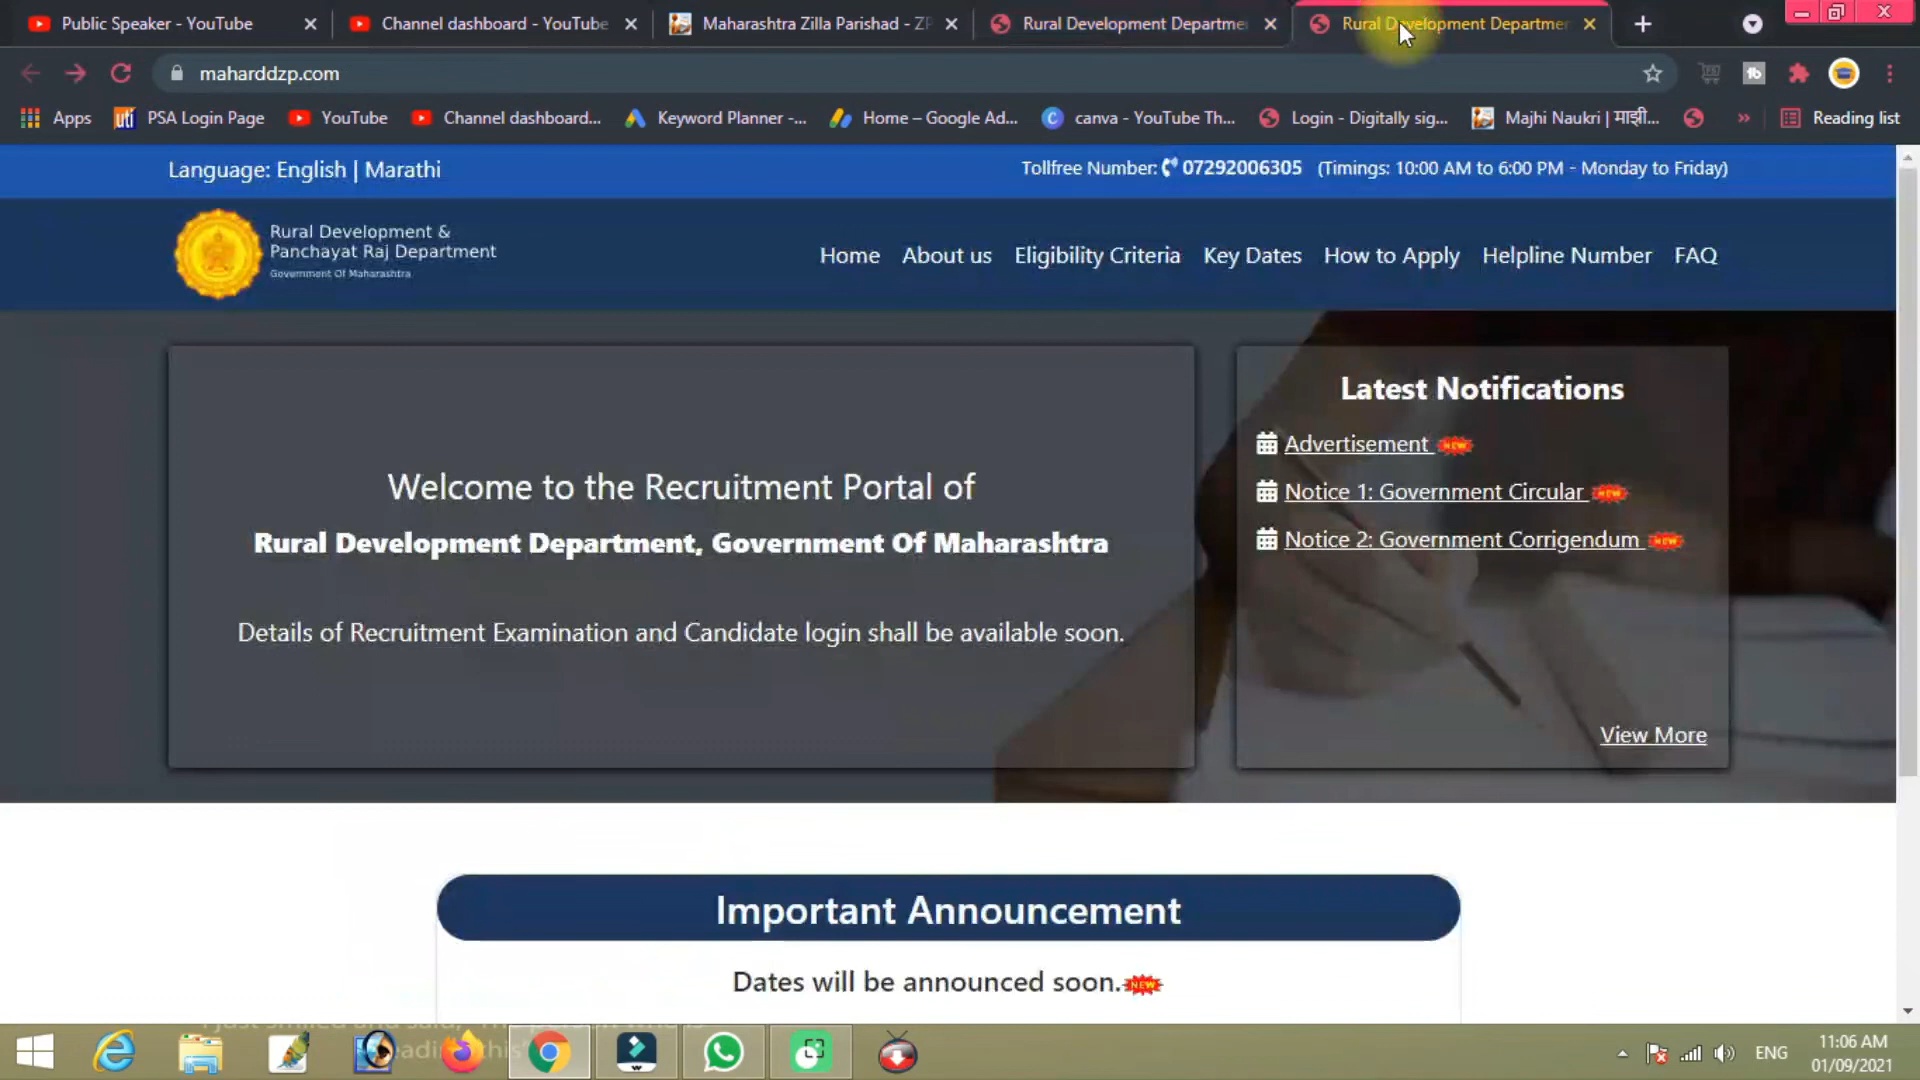 Public Speaker - YouTube
Channel dashboard - YouTube
Maharashtra Zilla Parishad - ZP
Rural Development Departme
Rural Development Departmer
maharddzp.com
Apps
uti PSA Login Page
YouTube
Channel dashboard...
Keyword Planner -...
Home – Google Ad...
canva - YouTube Th...
Login - Digitally sig...
Majhi Naukri | माझी...
»
Reading list
Language: English | Marathi
Tollfree Number: 07292006305 (Timings: 10:00 AM to 6:00 PM - Monday to Friday)
Rural Development &
Panchayat Raj Department
Government Of Maharashtra
Home About us Eligibility Criteria Key Dates How to Apply Helpline Number FAQ
Welcome to the Recruitment Portal of
Rural Development Department, Government Of Maharashtra
Details of Recruitment Examination and Candidate login shall be available soon.
Latest Notifications
Advertisement NEW
Notice 1: Government Circular NEW
Notice 2: Government Corrigendum NEW
View More
Important Announcement
Dates will be announced soon. NEW
ENG
11:06 AM
01/09/2021